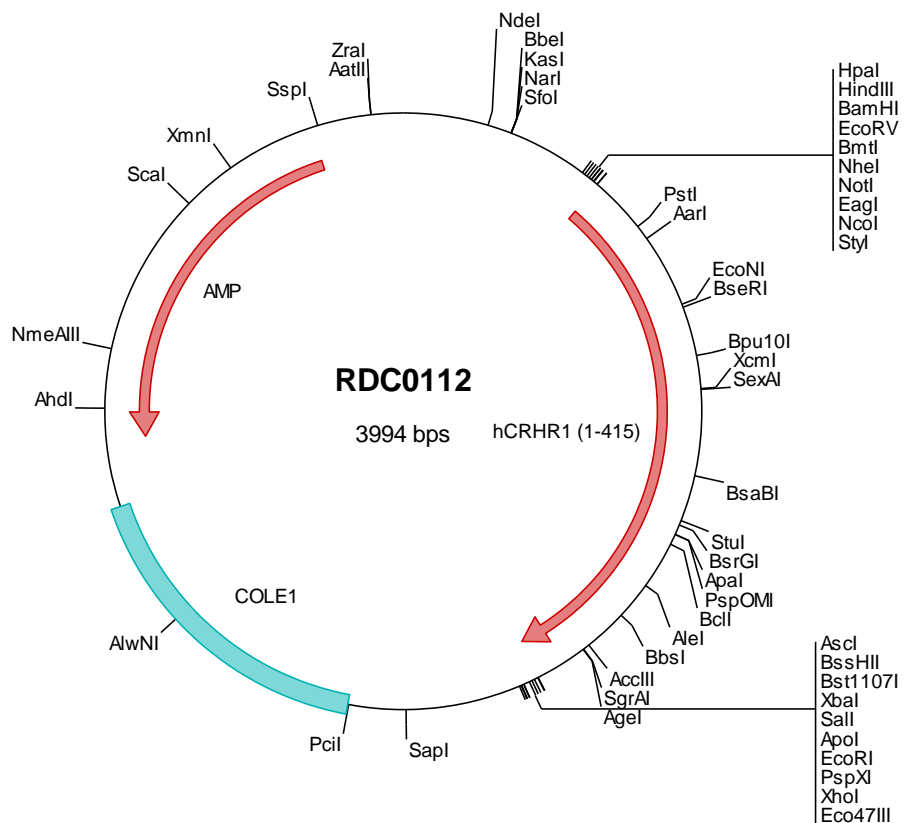 NdeI
BbeI
KasI
NarI
SfoI
ZraI
AatII
SspI
XmnI
ScaI
HpaI
HindIII
BamHI
EcoRV
BmtI
NheI
NotI
EagI
NcoI
StyI
PstI
AarI
EcoNI
BseRI
AMP
NmeAIII
Bpu10I
XcmI
SexAI
RDC0112
AhdI
3994 bps
hCRHR1 (1-415)
BsaBI
StuI
BsrGI
ApaI
PspOMI
BclI
COLE1
AlwNI
AleI
BbsI
AccIII
SgrAI
AgeI
PciI
SapI
AscI
BssHII
Bst1107I
XbaI
SalI
ApoI
EcoRI
PspXI
XhoI
Eco47III